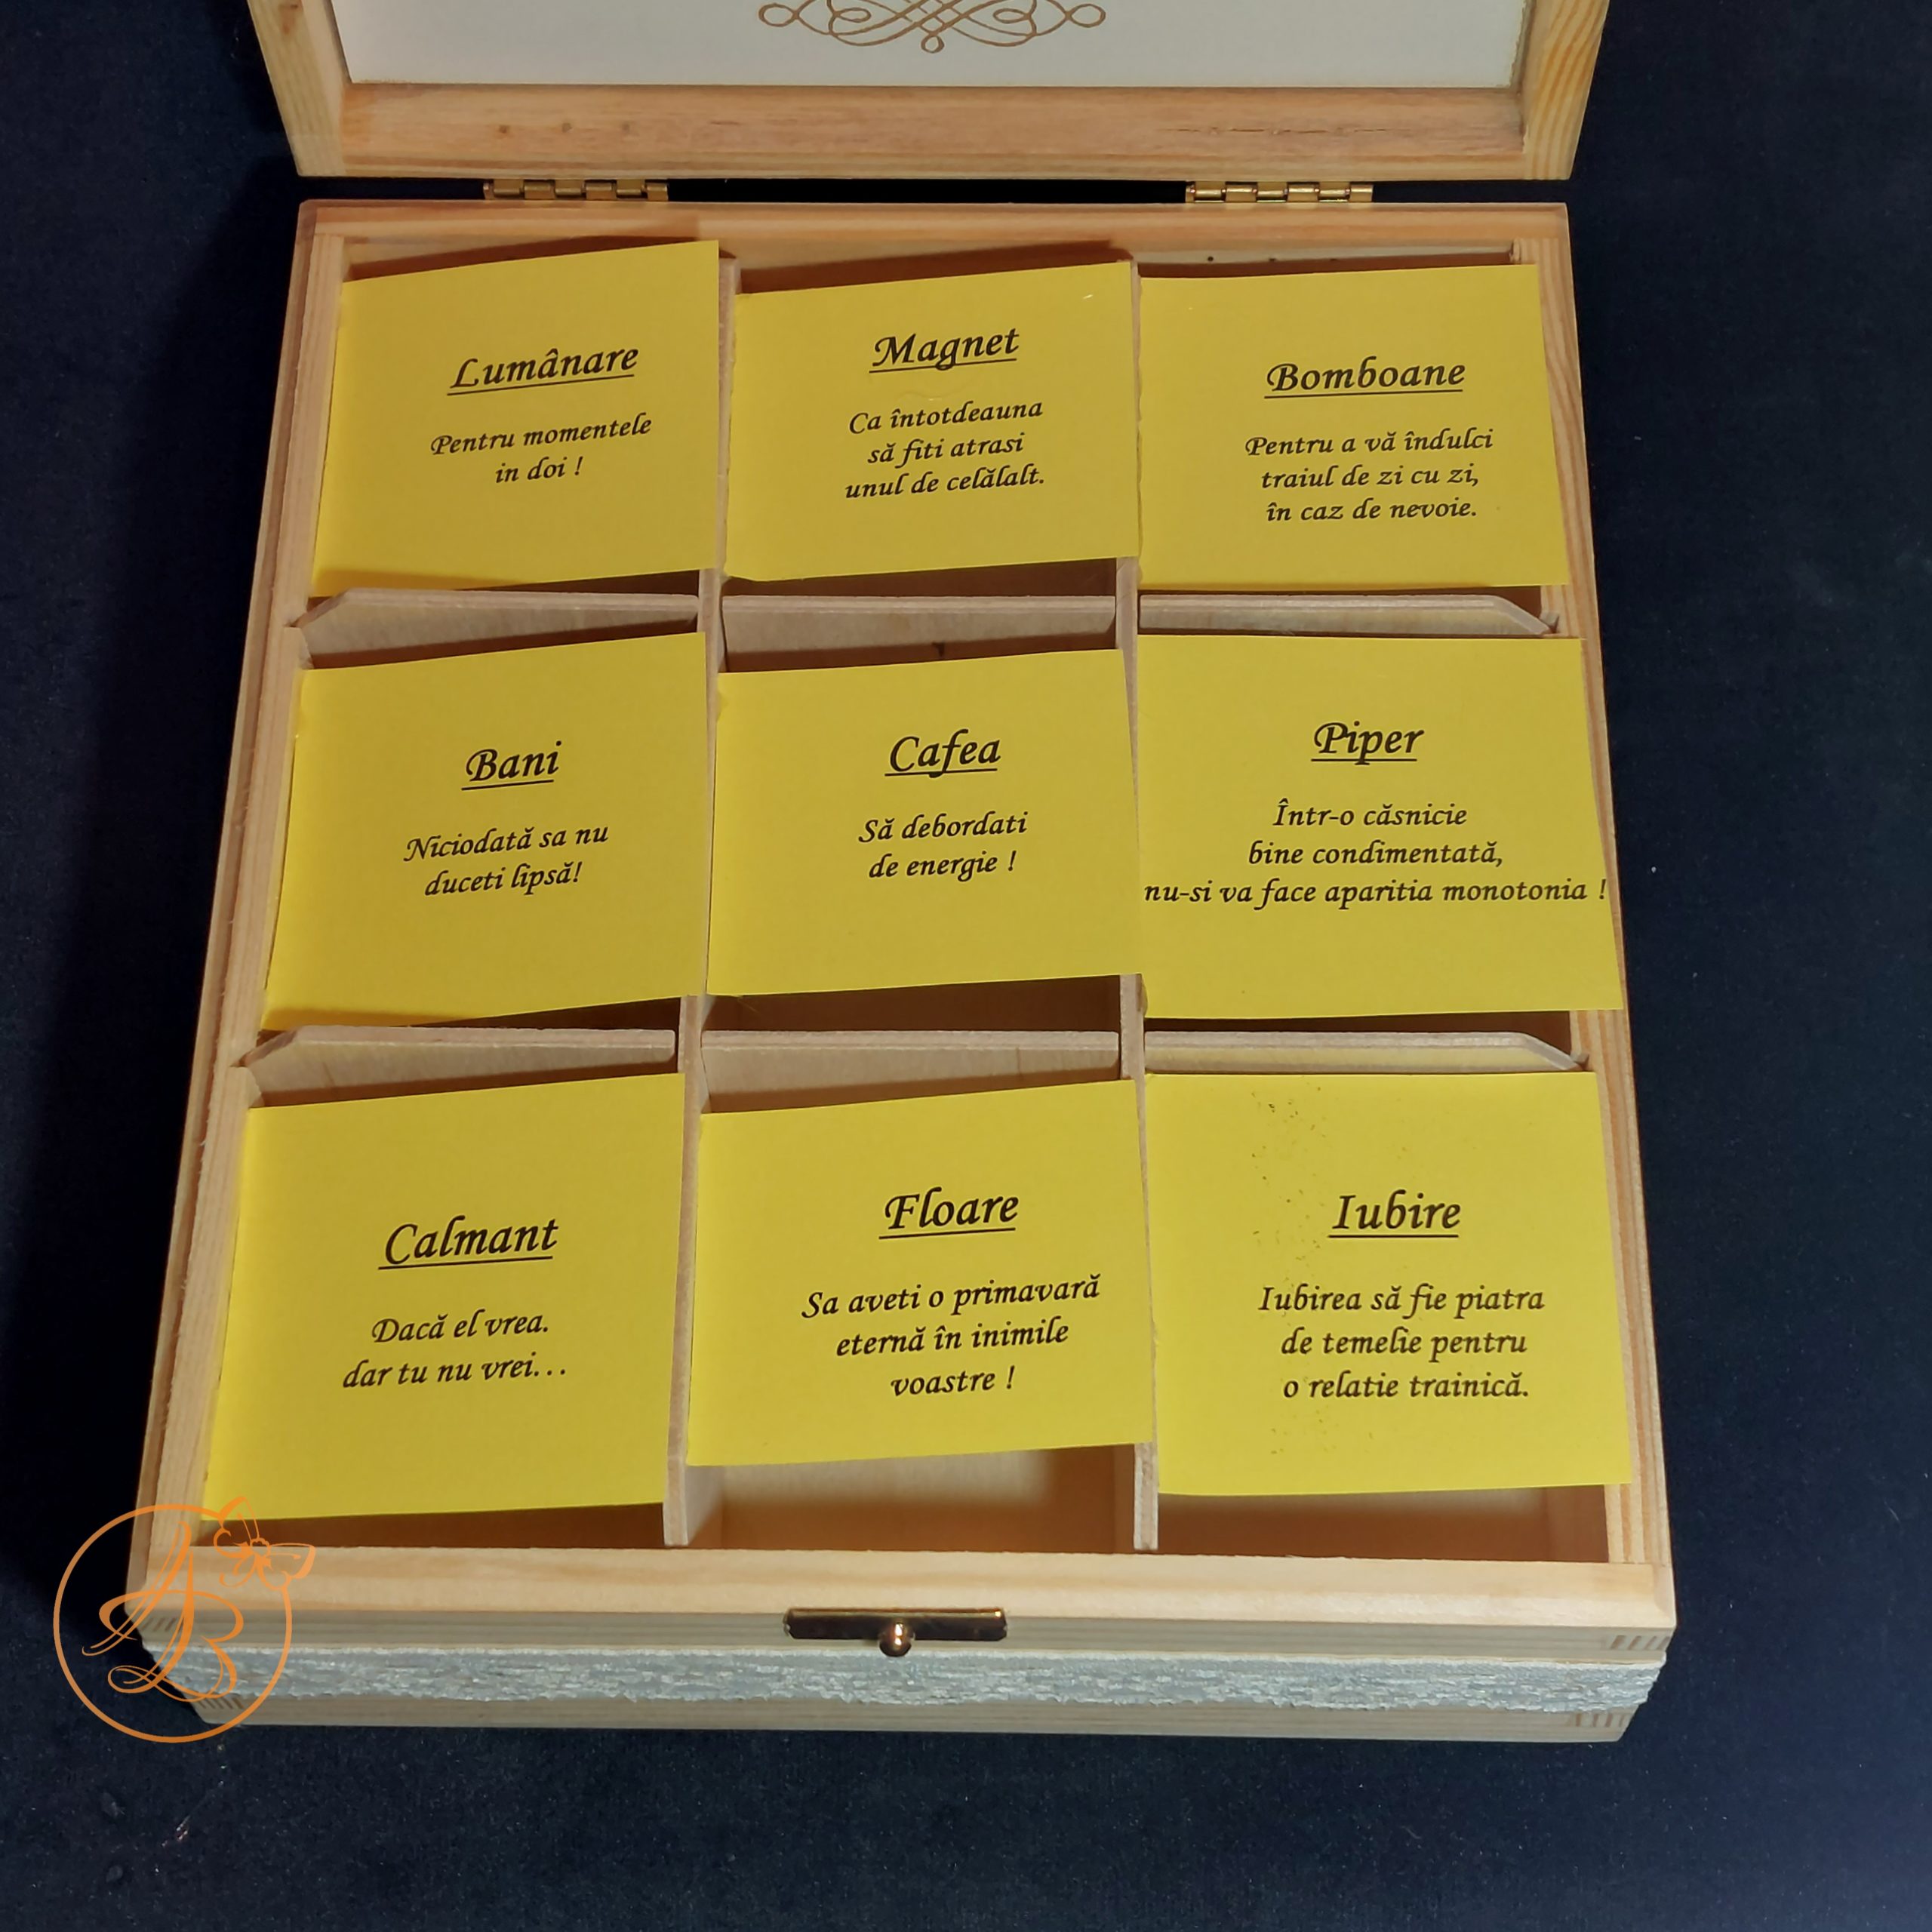 Lumânare
Pentru momentele
in doi !
Magnet
Ca întotdeauna
să fiti atrasi
unul de celălalt.
Bomboane
Pentru a vă îndulci
traiul de zi cu zi,
în caz de nevoie.
Bani
Niciodată sa nu
duceti lipsă!
Cafea
Să debordati
de energie !
Piper
Într-o căsnicie
bine condimentată,
nu-si va face aparitia monotonia !
Calmant
Dacă el vrea.
dar tu nu vrei...
Floare
Sa aveti o primavară
eternă în inimile
voastre !
Iubire
Iubirea să fie piatra
de temelie pentru
o relatie trainică.
AB